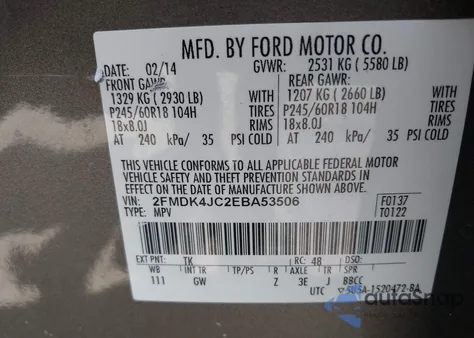 MFD. BY FORD MOTOR CO.
DATE: 02/14 GVWR: 2531 KG ( 5580 LB)
FRONT GAWR: REAR GAWR:
1329 KG ( 2930 LB) WITH 1207 KG ( 2660 LB) WITH
P245/60R18 104H TIRES P245/60R18 104H TIRES
18x8.0J RIMS 18x8.0J RIMS
AT 240 kPa/ 35 PSI COLD AT 240 kPa/ 35 PSI COLD
THIS VEHICLE CONFORMS TO ALL APPLICABLE FEDERAL MOTOR
VEHICLE SAFETY AND THEFT PREVENTION STANDARDS IN
EFFECT ON THE DATE OF MANUFACTURE SHOWN ABOVE.
VIN: 2FMDK4JC2EBA53506 F0137
TYPE: MPV T0122
EXT PNT: TK RC: 48 DSO:
WB INT TR TP/PS R AXLE TR SPR
111 GW Z 3E J BBCC
UTC
autosnap